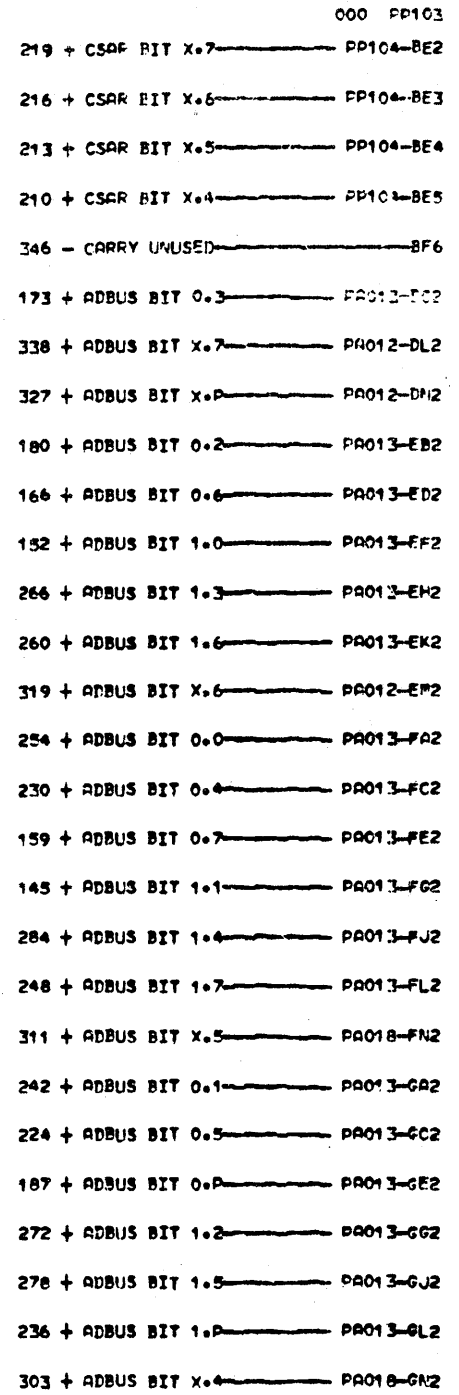 000 PP103
219 + CSAR BIT X.7 PP104-BE2
216 + CSAR BIT X.6 PP104-BE3
213 + CSAR BIT X.5 PP104-BE4
210 + CSAR BIT X.4 PP103-BE5
346 - CARRY UNUSED BF6
173 + ADBUS BIT 0.3 PA013-EC2
338 + ADBUS BIT X.7 PA012-DL2
327 + ADBUS BIT X.P PA012-DN2
180 + ADBUS BIT 0.2 PA013-EB2
166 + ADBUS BIT 0.6 PA013-ED2
152 + ADBUS BIT 1.0 PA013-EF2
266 + ADBUS BIT 1.3 PA013-EH2
260 + ADBUS BIT 1.6 PA013-EK2
319 + ADBUS BIT X.6 PA012-EM2
254 + ADBUS BIT 0.0 PA013-FA2
230 + ADBUS BIT 0.4 PA013-FC2
159 + ADBUS BIT 0.7 PA013-FE2
145 + ADBUS BIT 1.1 PA013-FG2
284 + ADBUS BIT 1.4 PA013-FJ2
248 + ADBUS BIT 1.7 PA013-FL2
311 + ADBUS BIT X.5 PA018-FN2
242 + ADBUS BIT 0.1 PA013-GA2
224 + ADBUS BIT 0.5 PA013-GC2
187 + ADBUS BIT 0.P PA013-GE2
272 + ADBUS BIT 1.2 PA013-GG2
278 + ADBUS BIT 1.5 PA013-GJ2
236 + ADBUS BIT 1.P PA013-GL2
303 + ADBUS BIT X.4 PA018-GN2